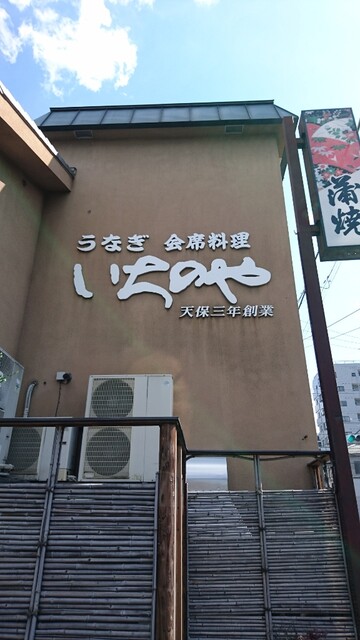 うなぎ 会席料理
いちのや
天保三年創業
蒲焼